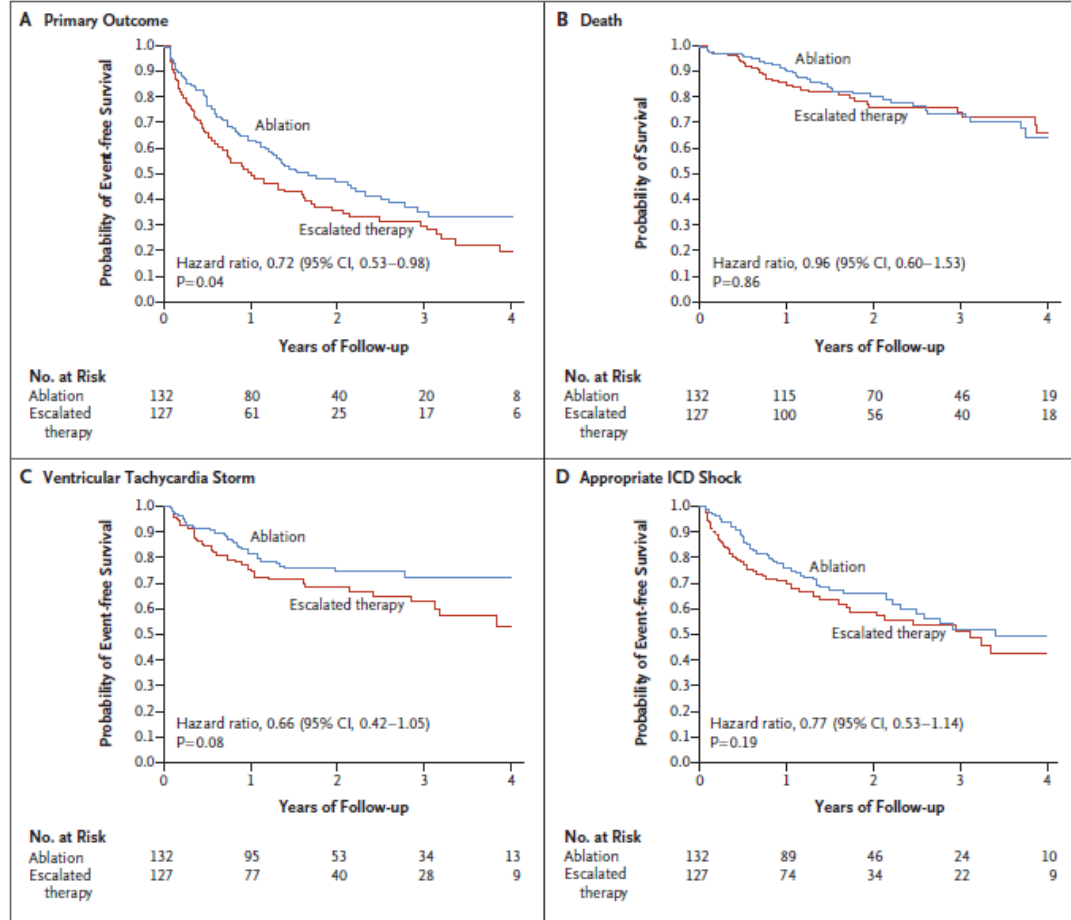 A Primary Outcome
Probability of Event-free Survival
1.0
0.9
0.8
0.7
0.6
0.5
0.4
0.3
0.2
0.1
0.0
Ablation
Escalated therapy
Hazard ratio, 0.72 (95% CI, 0.53–0.98)
P=0.04
0 1 2 3 4
Years of Follow-up
No. at Risk
Ablation 132 80 40 20 8
Escalated 127 61 25 17 6
therapy
B Death
Probability of Survival
1.0
0.9
0.8
0.7
0.6
0.5
0.4
0.3
0.2
0.1
0.0
Ablation
Escalated therapy
Hazard ratio, 0.96 (95% CI, 0.60–1.53)
P=0.86
0 1 2 3 4
Years of Follow-up
No. at Risk
Ablation 132 115 70 46 19
Escalated 127 100 56 40 18
therapy
C Ventricular Tachycardia Storm
Probability of Event-free Survival
1.0
0.9
0.8
0.7
0.6
0.5
0.4
0.3
0.2
0.1
0.0
Ablation
Escalated therapy
Hazard ratio, 0.66 (95% CI, 0.42–1.05)
P=0.08
0 1 2 3 4
Years of Follow-up
No. at Risk
Ablation 132 95 53 34 13
Escalated 127 77 40 28 9
therapy
D Appropriate ICD Shock
Probability of Event-free Survival
1.0
0.9
0.8
0.7
0.6
0.5
0.4
0.3
0.2
0.1
0.0
Ablation
Escalated therapy
Hazard ratio, 0.77 (95% CI, 0.53–1.14)
P=0.19
0 1 2 3 4
Years of Follow-up
No. at Risk
Ablation 132 89 46 24 10
Escalated 127 74 34 22 9
therapy